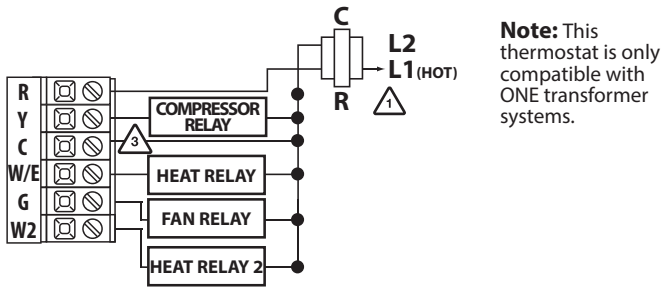 C
L2
L1(HOT)
R
1
Note: This
thermostat is only
compatible with
ONE transformer
systems.
R
Y
C
W/E
G
W2
COMPRESSOR
RELAY
3
HEAT RELAY
FAN RELAY
HEAT RELAY 2